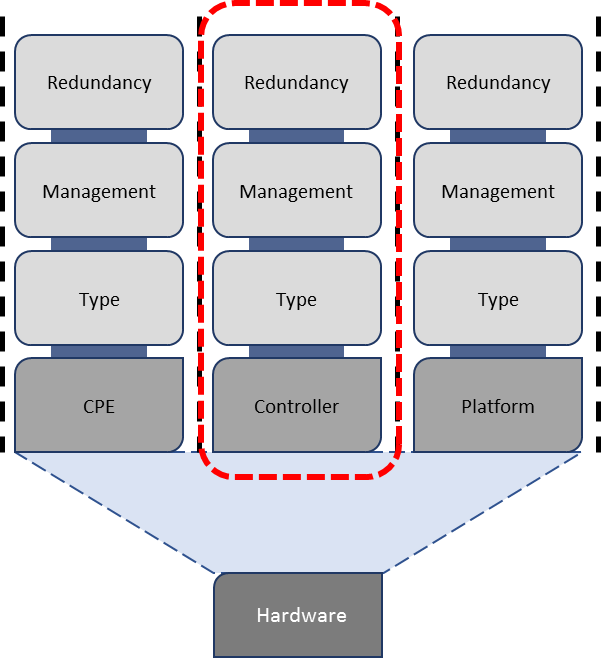 Redundancy
Redundancy
Redundancy
Management
Management
Management
Type
Type
Type
CPE
Controller
Platform
Hardware